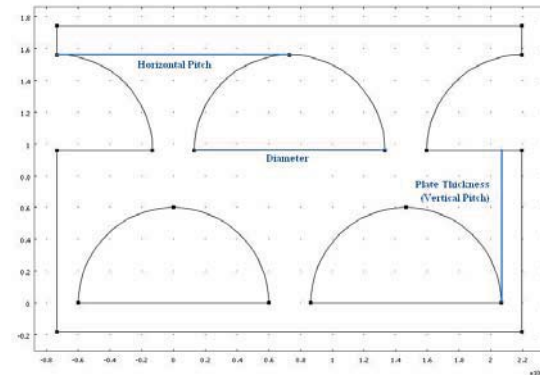 1.8
1.6
1.4
1.2
1
0.8
0.6
0.4
0.2
0
-0.2
Horizontal Pitch
Diameter
Plate Thickness
(Vertical Pitch)
-0.8 -0.6 -0.4 -0.2 0 0.2 0.4 0.6 0.8 1 1.2 1.4 1.6 1.8 2 2.2